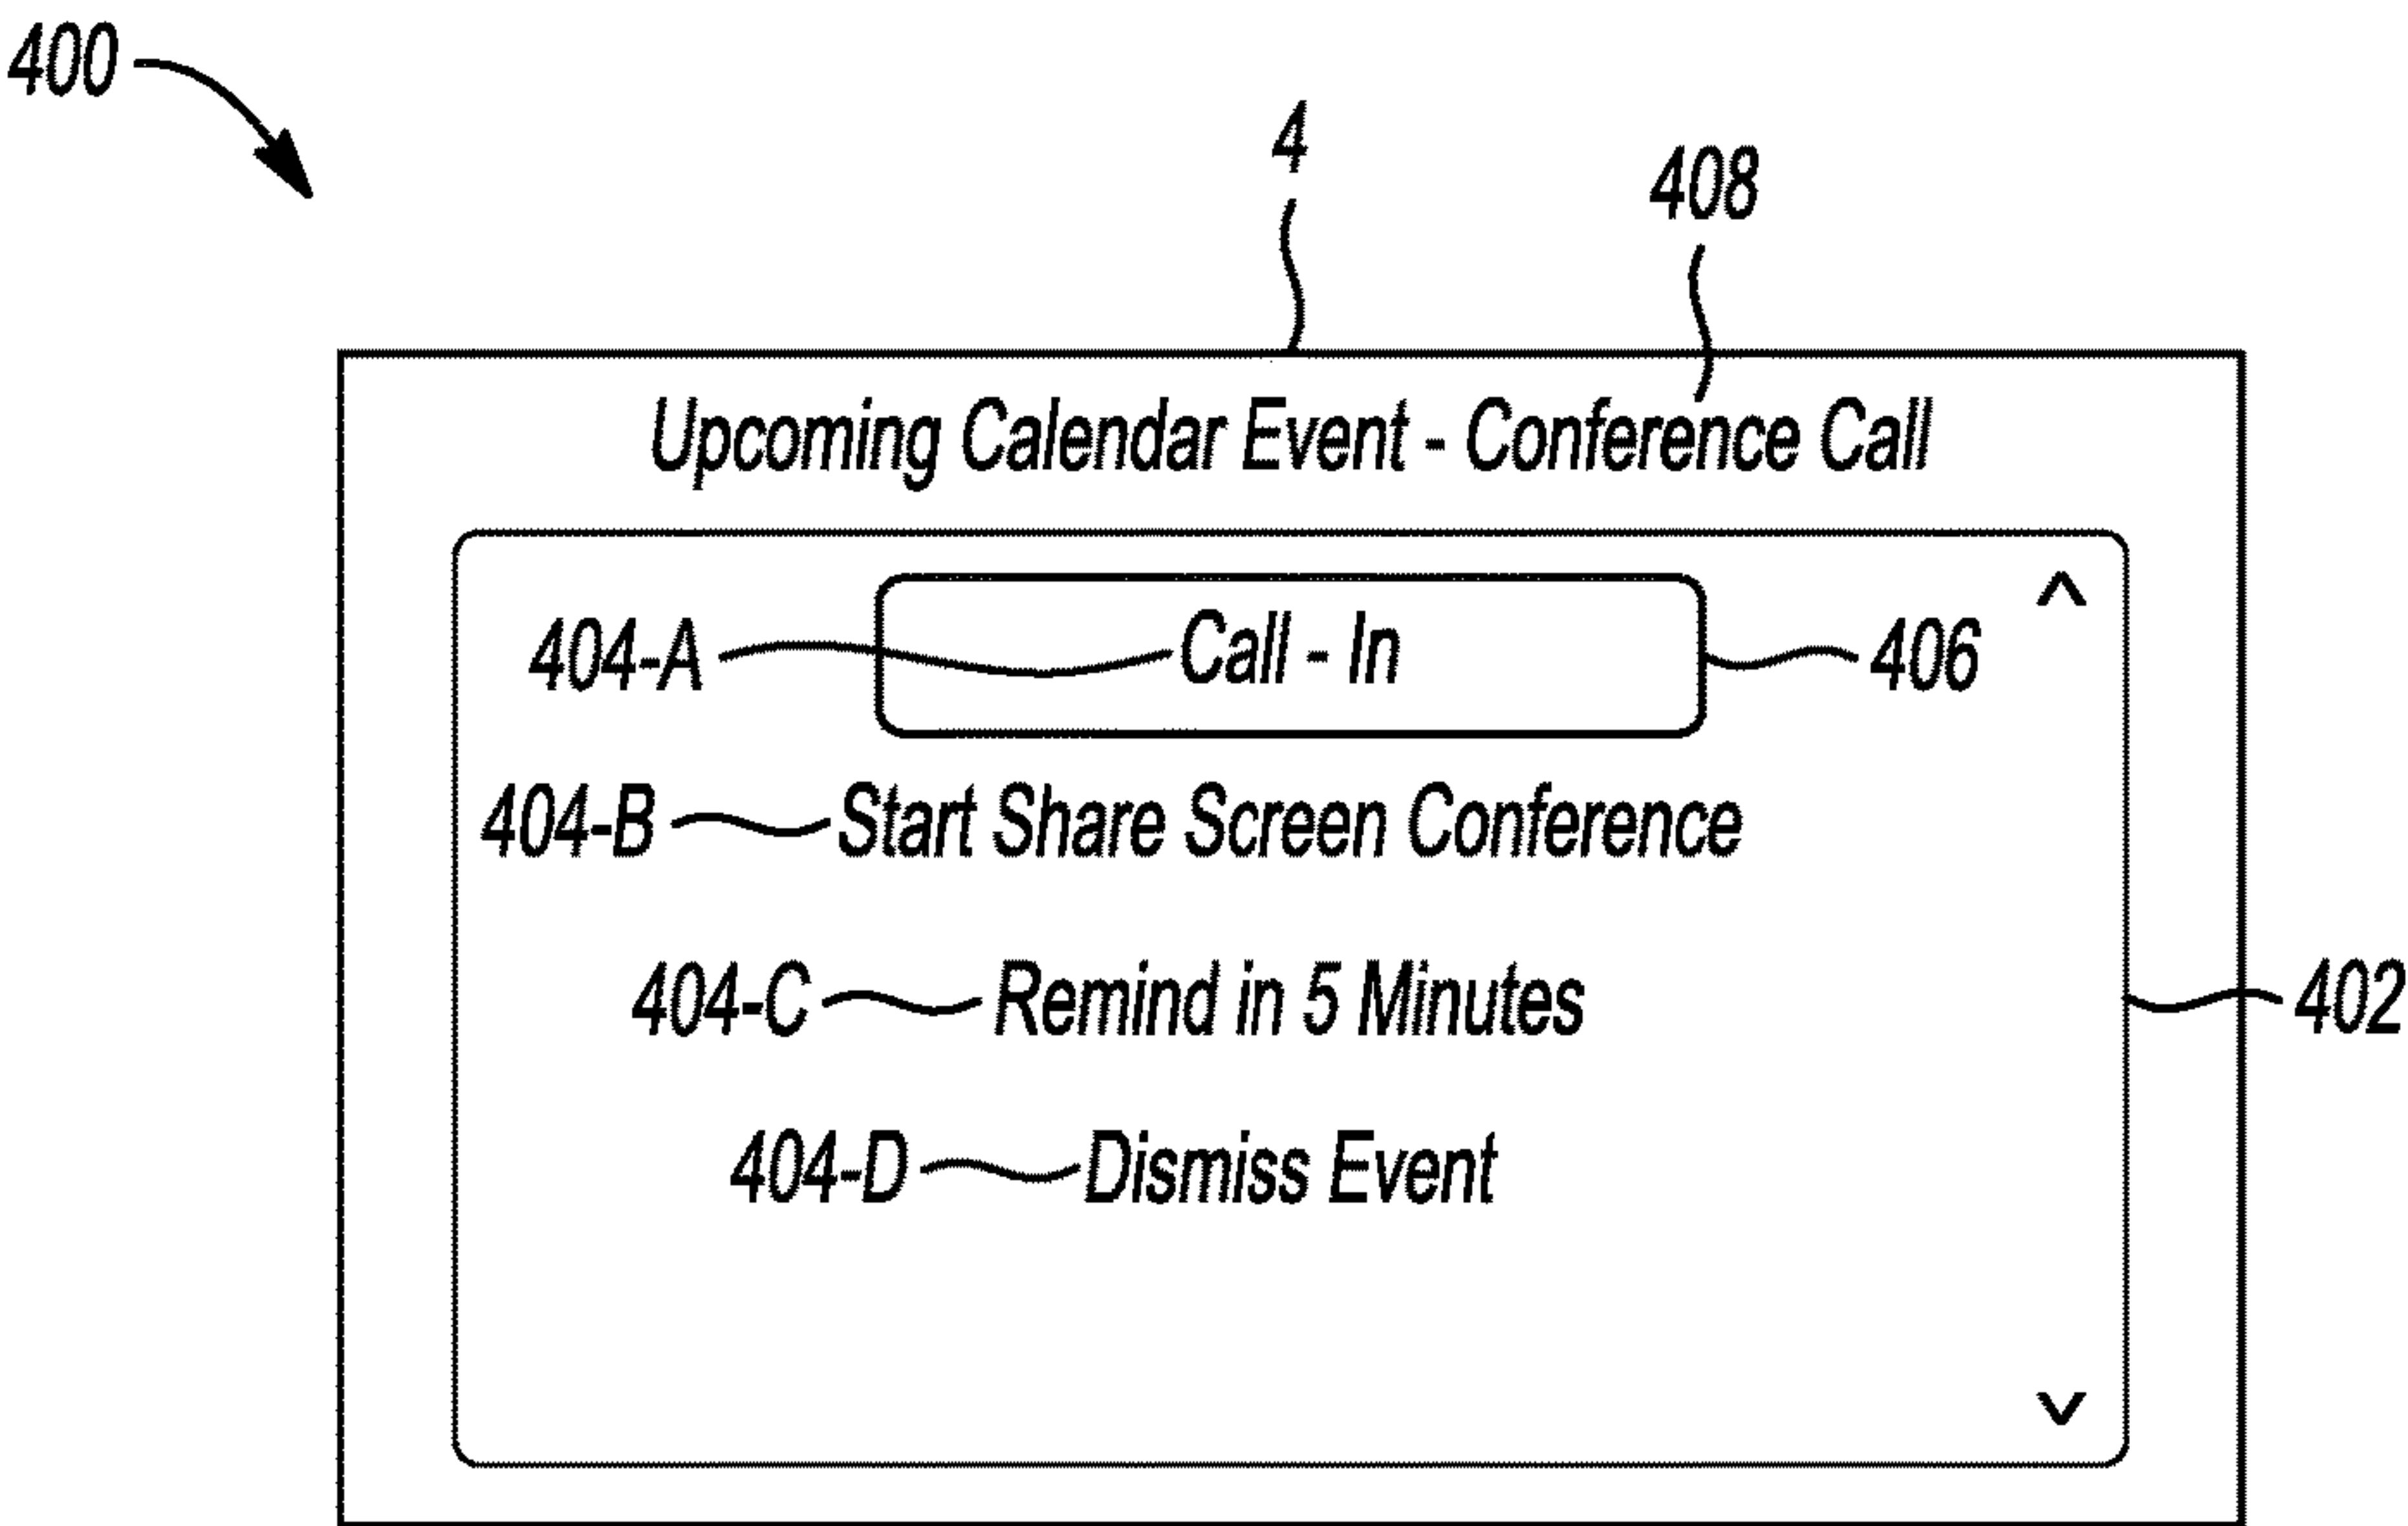 400
4
408
Upcoming Calendar Event - Conference Call
404-A Call - In 406
404-B Start Share Screen Conference
404-C Remind in 5 Minutes 402
404-D Dismiss Event